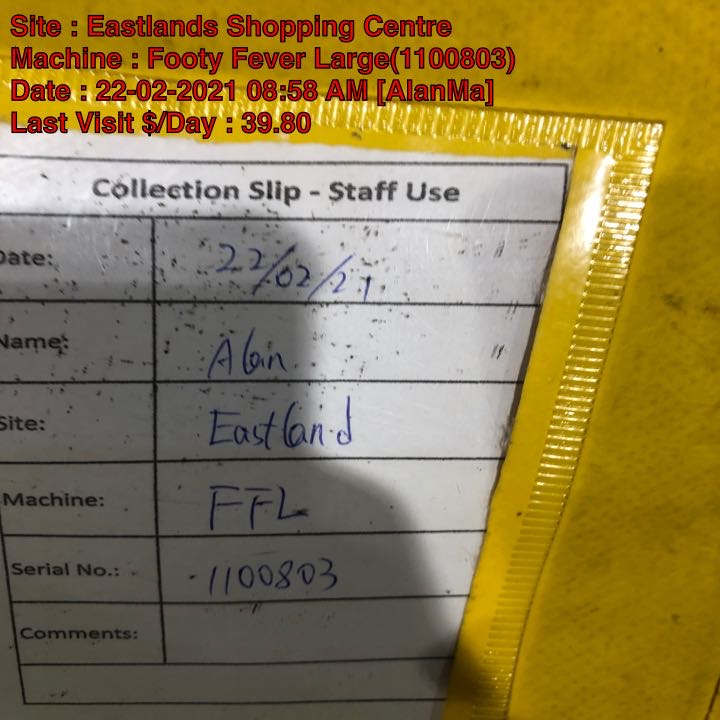 Site : Eastlands Shopping Centre
Machine : Footy Fever Large(1100803)
Date : 22-02-2021 08:58 AM [AlanMa]
Last Visit $/Day : 39.80
Collection Slip - Staff Use
Date: 22/02/21
Name: Alan
Site: Eastland
Machine: FFL
Serial No.: 1100803
Comments: